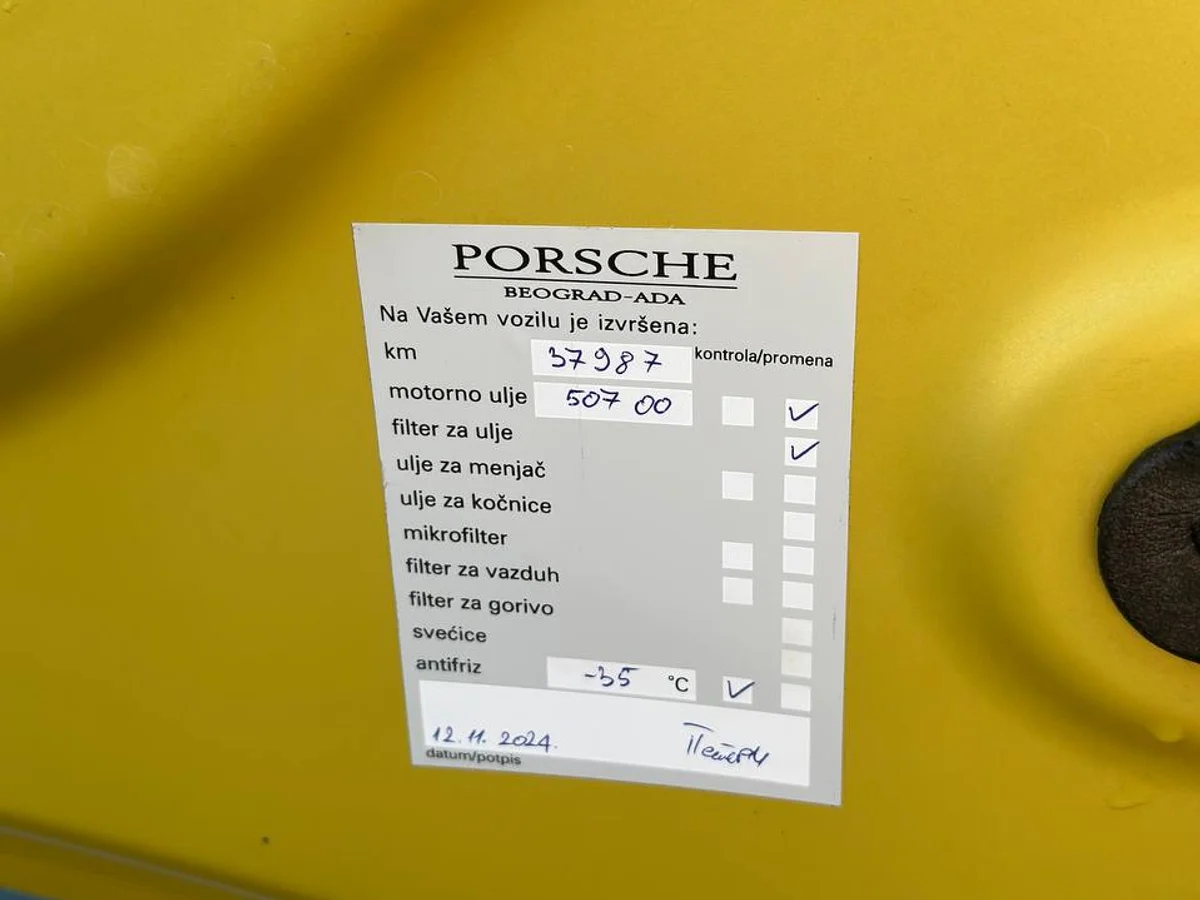 PORSCHE
BEOGRAD-ADA
Na Vašem vozilu je izvršena:
km 37987 kontrola/promena
motorno ulje 507 00
filter za ulje
ulje za menjač
ulje za kočnice
mikrofilter
filter za vazduh
filter za gorivo
svećice
antifriz -35 °C
12.11.2024.
datum/potpis